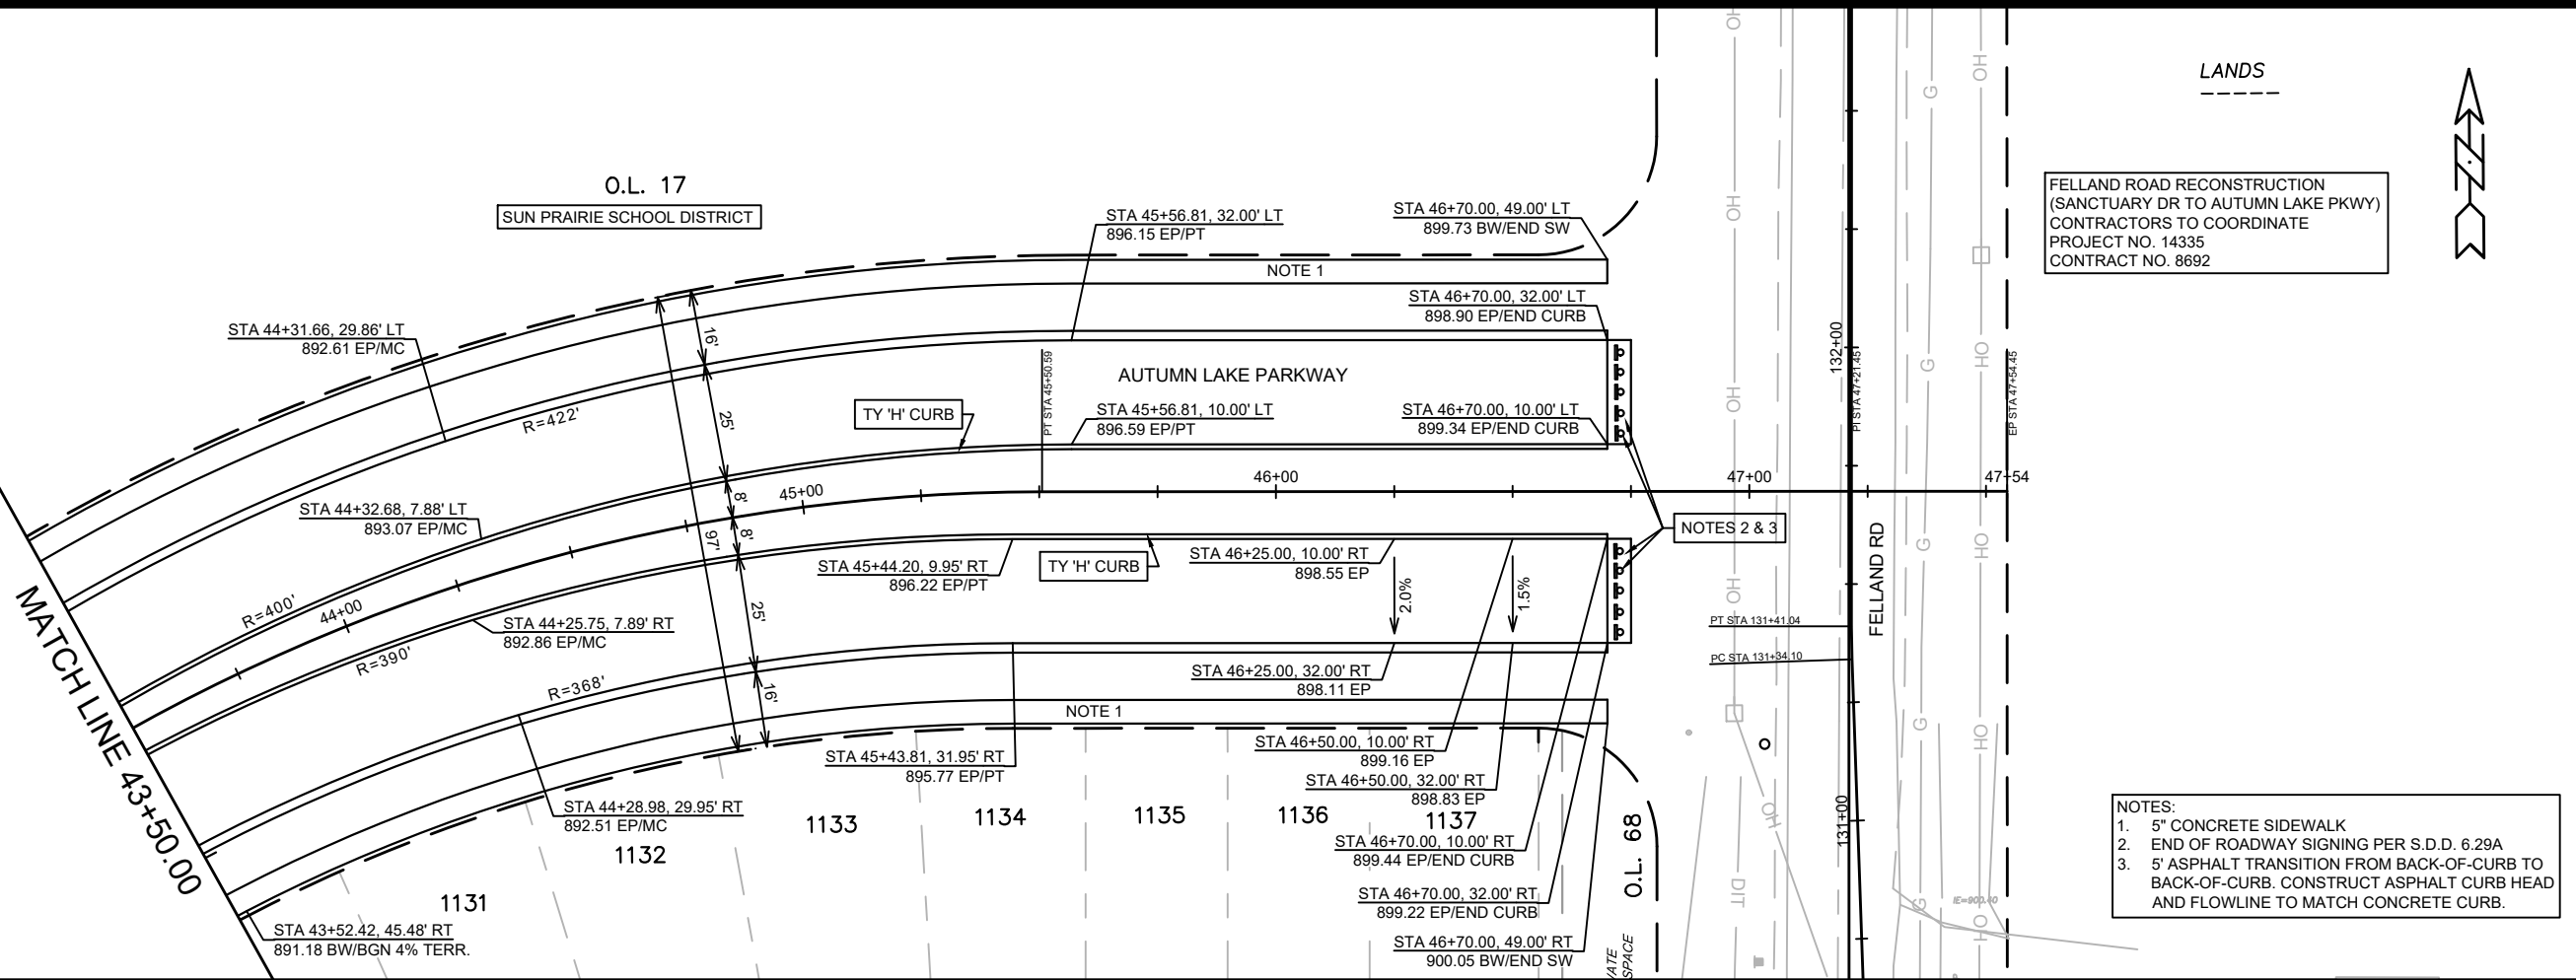 LANDS
O.L. 17
SUN PRAIRIE SCHOOL DISTRICT
FELLAND ROAD RECONSTRUCTION
(SANCTUARY DR TO AUTUMN LAKE PKWY)
CONTRACTORS TO COORDINATE
PROJECT NO. 14335
CONTRACT NO. 8692
N
STA 45+56.81, 32.00' LT
896.15 EP/PT
STA 46+70.00, 49.00' LT
899.73 BW/END SW
NOTE 1
STA 46+70.00, 32.00' LT
898.90 EP/END CURB
STA 44+31.66, 29.86' LT
892.61 EP/MC
16'
R=422'
25'
TY 'H' CURB
PT STA 45+50.59
AUTUMN LAKE PARKWAY
STA 45+56.81, 10.00' LT
896.59 EP/PT
STA 46+70.00, 10.00' LT
899.34 EP/END CURB
132+00
PI STA 47+21.45
EP STA 47+54.45
45+00
46+00
47+00
47+54
8'
8'
97'
STA 44+32.68, 7.88' LT
893.07 EP/MC
NOTES 2 & 3
STA 45+44.20, 9.95' RT
896.22 EP/PT
TY 'H' CURB
STA 46+25.00, 10.00' RT
898.55 EP
2.0%
1.5%
FELLAND RD
MATCH LINE 43+50.00
R=400'
44+00
R=390'
STA 44+25.75, 7.89' RT
892.86 EP/MC
25'
PT STA 131+41.04
PC STA 131+34.10
R=368'
16'
STA 46+25.00, 32.00' RT
898.11 EP
NOTE 1
STA 45+43.81, 31.95' RT
895.77 EP/PT
STA 46+50.00, 10.00' RT
899.16 EP
STA 46+50.00, 32.00' RT
898.83 EP
STA 44+28.98, 29.95' RT
892.51 EP/MC
1131
1132
1133
1134
1135
1136
1137
STA 46+70.00, 10.00' RT
899.44 EP/END CURB
STA 46+70.00, 32.00' RT
899.22 EP/END CURB
STA 46+70.00, 49.00' RT
900.05 BW/END SW
O.L. 68
SPACE
131+00
STA 43+52.42, 45.48' RT
891.18 BW/BGN 4% TERR.
OH
OH
OH
OH
OH
DIT
G
G
G
G
G
OH
OH
OH
OH
OH
IE=900.40
NOTES:
1. 5" CONCRETE SIDEWALK
2. END OF ROADWAY SIGNING PER S.D.D. 6.29A
3. 5' ASPHALT TRANSITION FROM BACK-OF-CURB TO
BACK-OF-CURB. CONSTRUCT ASPHALT CURB HEAD
AND FLOWLINE TO MATCH CONCRETE CURB.